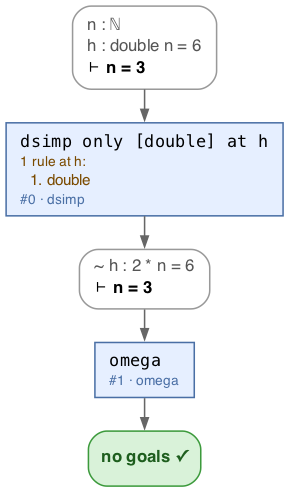 n : ℕ
h : double n = 6
⊢ n = 3
dsimp only [double] at h
1 rule at h:
1. double
#0 · dsimp
~ h : 2 * n = 6
⊢ n = 3
omega
#1 · omega
no goals ✓